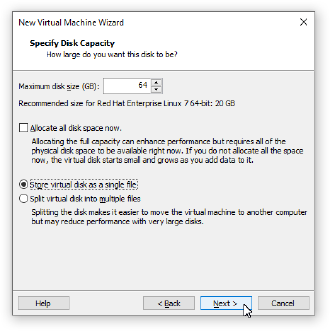 New Virtual Machine Wizard
Specify Disk Capacity
How large do you want this disk to be?
Maximum disk size (GB): 64
Recommended size for Red Hat Enterprise Linux 7 64-bit: 20 GB
Allocate all disk space now.
Allocating the full capacity can enhance performance but requires all of the
physical disk space to be available right now. If you do not allocate all the space
now, the virtual disk starts small and grows as you add data to it.
Store virtual disk as a single file
Split virtual disk into multiple files
Splitting the disk makes it easier to move the virtual machine to another computer
but may reduce performance with very large disks.
Help < Back Next > Cancel